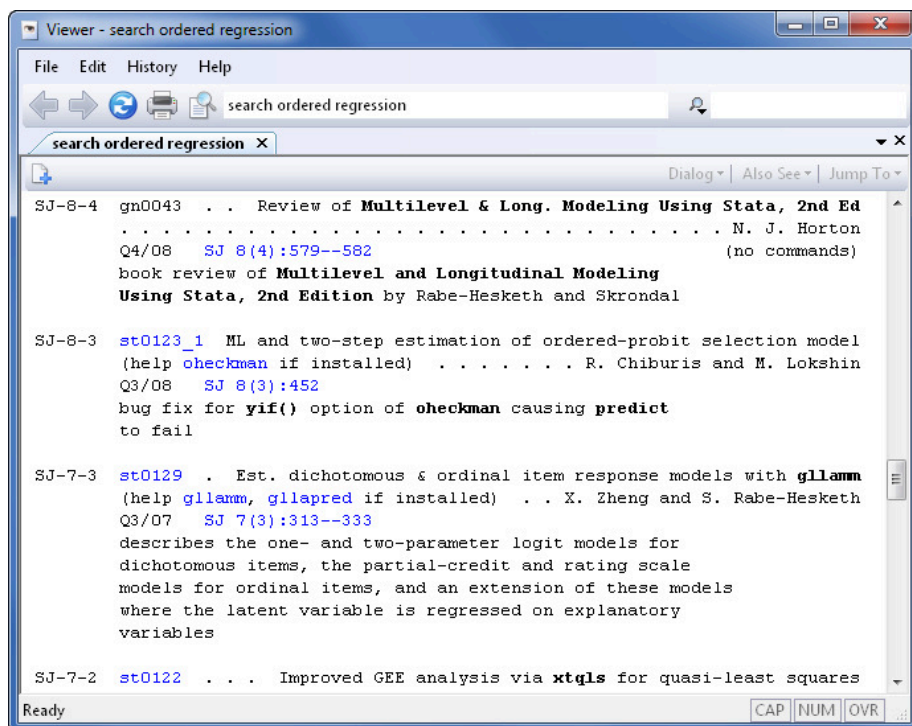 Viewer - search ordered regression
File Edit History Help
search ordered regression
search ordered regression X
Dialog Also See Jump To
SJ-8-4 gn0043 . . Review of Multilevel & Long. Modeling Using Stata, 2nd Ed
. . . . . . . . . . . . . . . . . . . . . . . . . . . . . . . . . . N. J. Horton
Q4/08 SJ 8(4):579--582 (no commands)
book review of Multilevel and Longitudinal Modeling
Using Stata, 2nd Edition by Rabe-Hesketh and Skrondal
SJ-8-3 st0123_1 ML and two-step estimation of ordered-probit selection model
(help oheckman if installed) . . . . . . . R. Chiburis and M. Lokshin
Q3/08 SJ 8(3):452
bug fix for yif() option of oheckman causing predict
to fail
SJ-7-3 st0129 . Est. dichotomous & ordinal item response models with gllamm
(help gllamm, gllapred if installed) . . X. Zheng and S. Rabe-Hesketh
Q3/07 SJ 7(3):313--333
describes the one- and two-parameter logit models for
dichotomous items, the partial-credit and rating scale
models for ordinal items, and an extension of these models
where the latent variable is regressed on explanatory
variables
SJ-7-2 st0122 . . . Improved GEE analysis via xtqls for quasi-least squares
Ready CAP NUM OVR